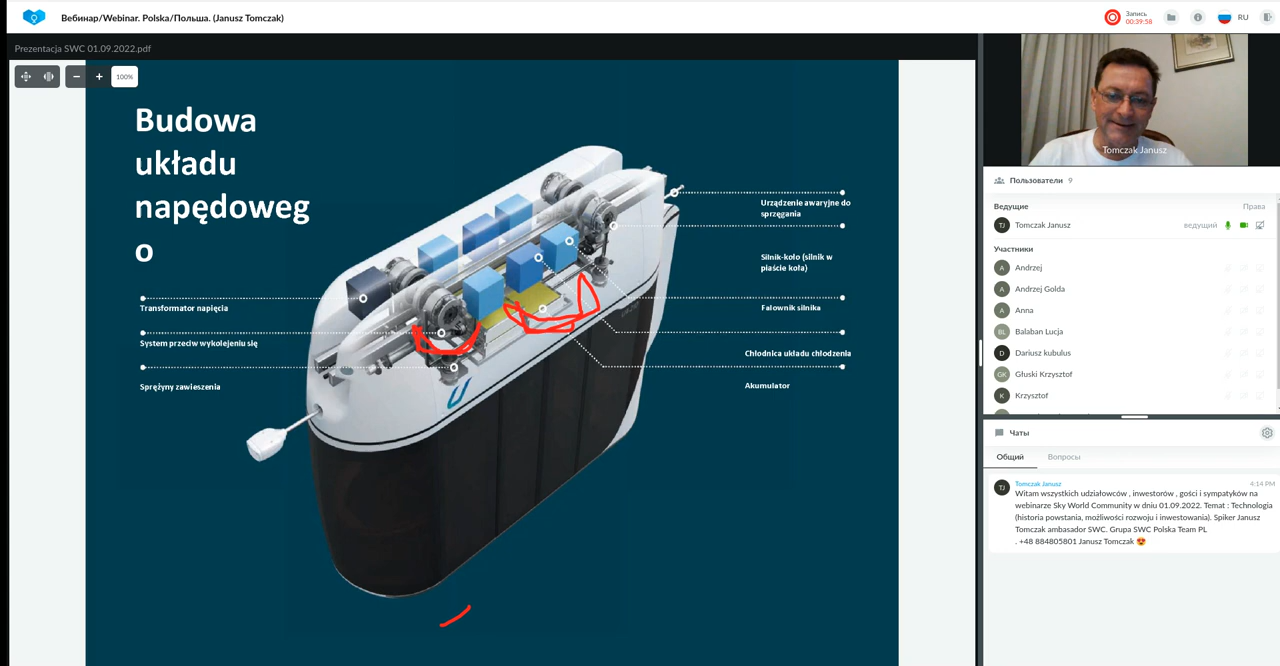 Вебинар/Webinar. Polska/Польша. (Janusz Tomczak)
Запись
00:39:58
RU
Prezentacja SWC 01.09.2022.pdf
100%
Budowa
układu
napędoweg
o
Transformator napięcia
System przeciw wykolejeniu się
Sprężyny zawieszenia
Urządzenie awaryjne do
sprzęgania
Silnik-koło (silnik w
płaście koła)
Falownik silnika
Chłodnica układu chłodzenia
Akumulator
Tomczak Janusz
Пользователи 9
Ведущие
Права
TJ Tomczak Janusz ведущий
Участники
A Andrzej
A Andrzej Golda
A Anna
BL Balaban Lucja
D Dariusz kubulus
GK Głuski Krzysztof
K Krzysztof
Чаты
Общий Вопросы
TJ Tomczak Janusz 4:14 PM
Witam wszystkich udziałowców , inwestorów , gości i sympatyków na
webinarze Sky World Community w dniu 01.09.2022. Temat : Technologia
(historia powstania, możliwości rozwoju i inwestowania). Spiker Janusz
Tomczak ambasador SWC. Grupa SWC Polska Team PL
. +48 884805801 Janusz Tomczak 😍